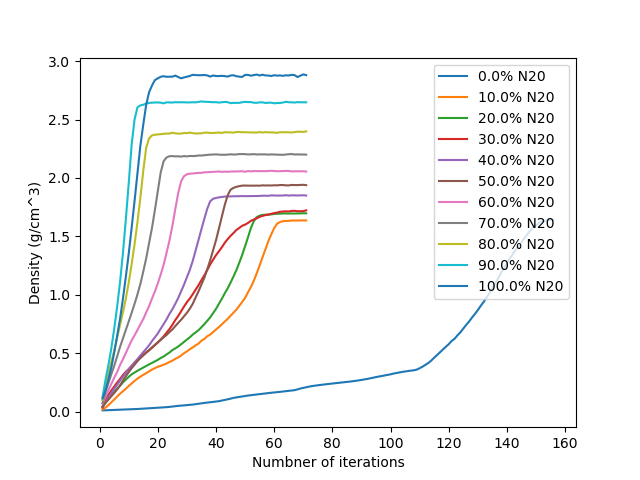 3.0
2.5
2.0
1.5
1.0
0.5
0.0
Density (g/cm^3)
0 20 40 60 80 100 120 140 160
Numbner of iterations
0.0% N20
10.0% N20
20.0% N20
30.0% N20
40.0% N20
50.0% N20
60.0% N20
70.0% N20
80.0% N20
90.0% N20
100.0% N20